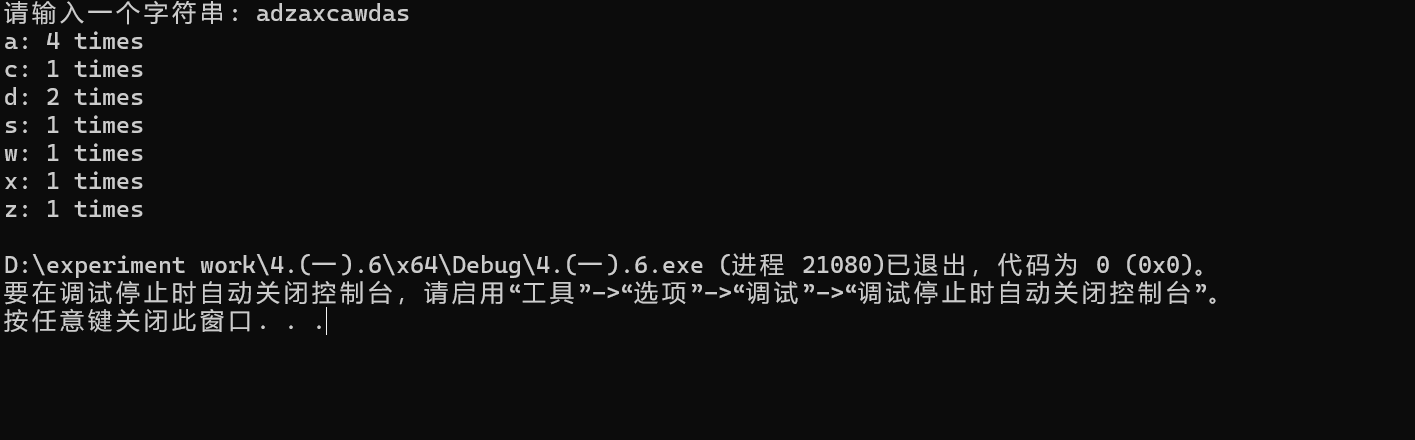 请输入一个字符串: adzaxcawdas
a: 4 times
c: 1 times
d: 2 times
s: 1 times
w: 1 times
x: 1 times
z: 1 times
D:\experiment work\4.(一).6\x64\Debug\4.(一).6.exe (进程 21080)已退出，代码为 0 (0x0)。
要在调试停止时自动关闭控制台，请启用“工具”->“选项”->“调试”->“调试停止时自动关闭控制台”。
按任意键关闭此窗口. . .